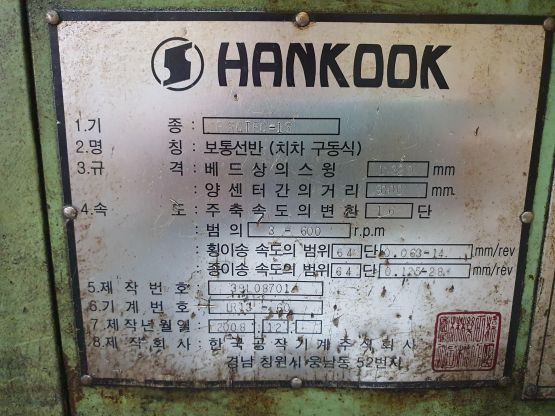 HANKOOK
1.기 종 :
2.명 칭 : 보통선반 (치차 구동식)
3.규 격 : 베드 상의 스윙 mm
양센터 간의 거리 mm
4.속 도 : 주축속도의 변환 16 단
범 의 3 - 600 r.p.m
횡이송 속도의 범위 64 단 mm/rev
종이송 속도의 범위 64 단 mm/rev
5.제 작 번 호 :
6.기 계 번 호 :
7.제작년월일 : 2008 12
8.제 작 회 사 : 한국공작기계주식회사
경남 창원시 웅남동 52번지